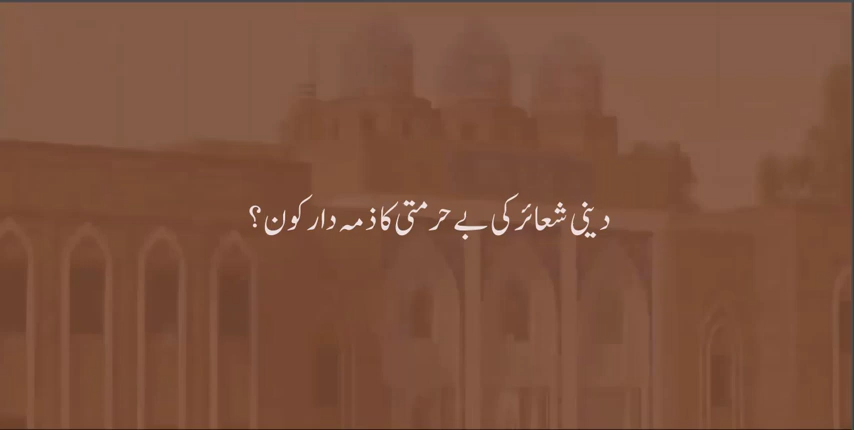 دینی شعائر کی بے حرمتی کا ذمہ دار کون؟